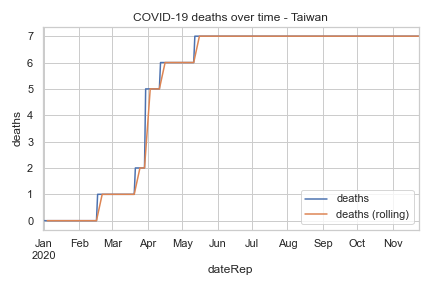 COVID-19 deaths over time - Taiwan
deaths
7
6
5
4
3
2
1
0
deaths
deaths (rolling)
Jan Feb Mar Apr May Jun Jul Aug Sep Oct Nov
2020
dateRep